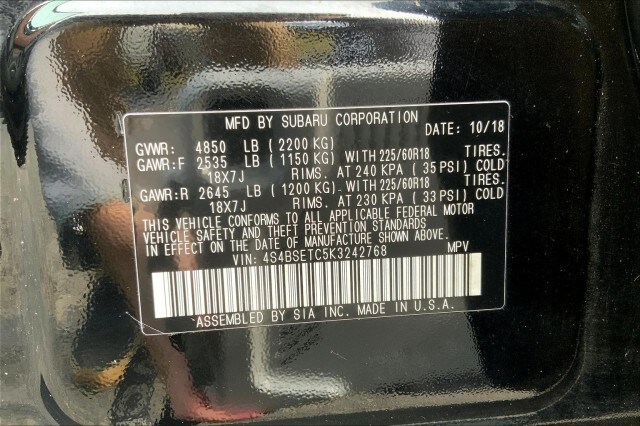 MFD BY SUBARU CORPORATION
DATE: 10/18
GVWR: 4850 LB (2200 KG)
GAWR:F 2535 LB (1150 KG) WITH 225/60R18 TIRES.
18X7J RIMS. AT 240 KPA (35 PSI) COLD
GAWR:R 2645 LB (1200 KG) WITH 225/60R18 TIRES.
18X7J RIMS. AT 230 KPA (33 PSI) COLD
THIS VEHICLE CONFORMS TO ALL APPLICABLE FEDERAL MOTOR
VEHICLE SAFETY AND THEFT PREVENTION STANDARDS
IN EFFECT ON THE DATE OF MANUFACTURE SHOWN ABOVE.
VIN: 4S4BSETC5K3242768 MPV
ASSEMBLED BY SIA INC. MADE IN U.S.A.